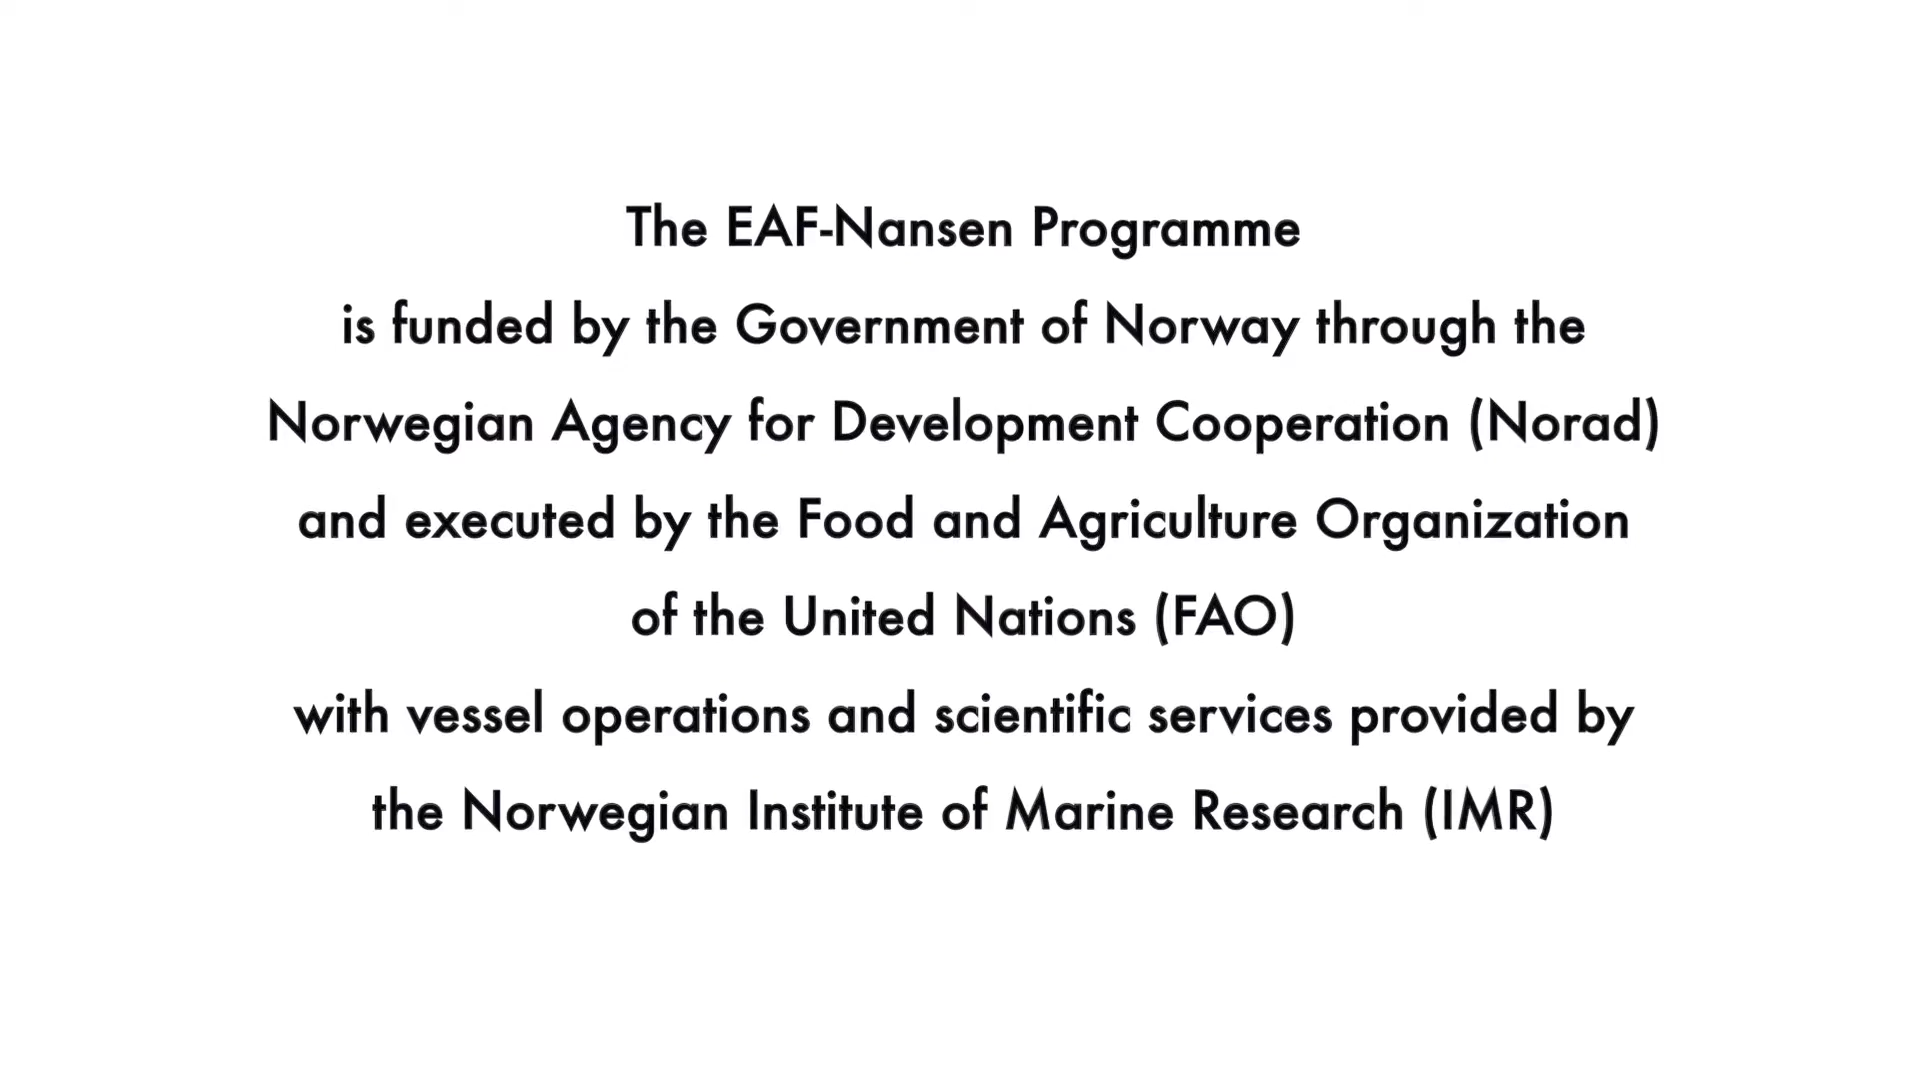 The EAF-Nansen Programme
is funded by the Government of Norway through the
Norwegian Agency for Development Cooperation (Norad)
and executed by the Food and Agriculture Organization
of the United Nations (FAO)
with vessel operations and scientific services provided by
the Norwegian Institute of Marine Research (IMR)